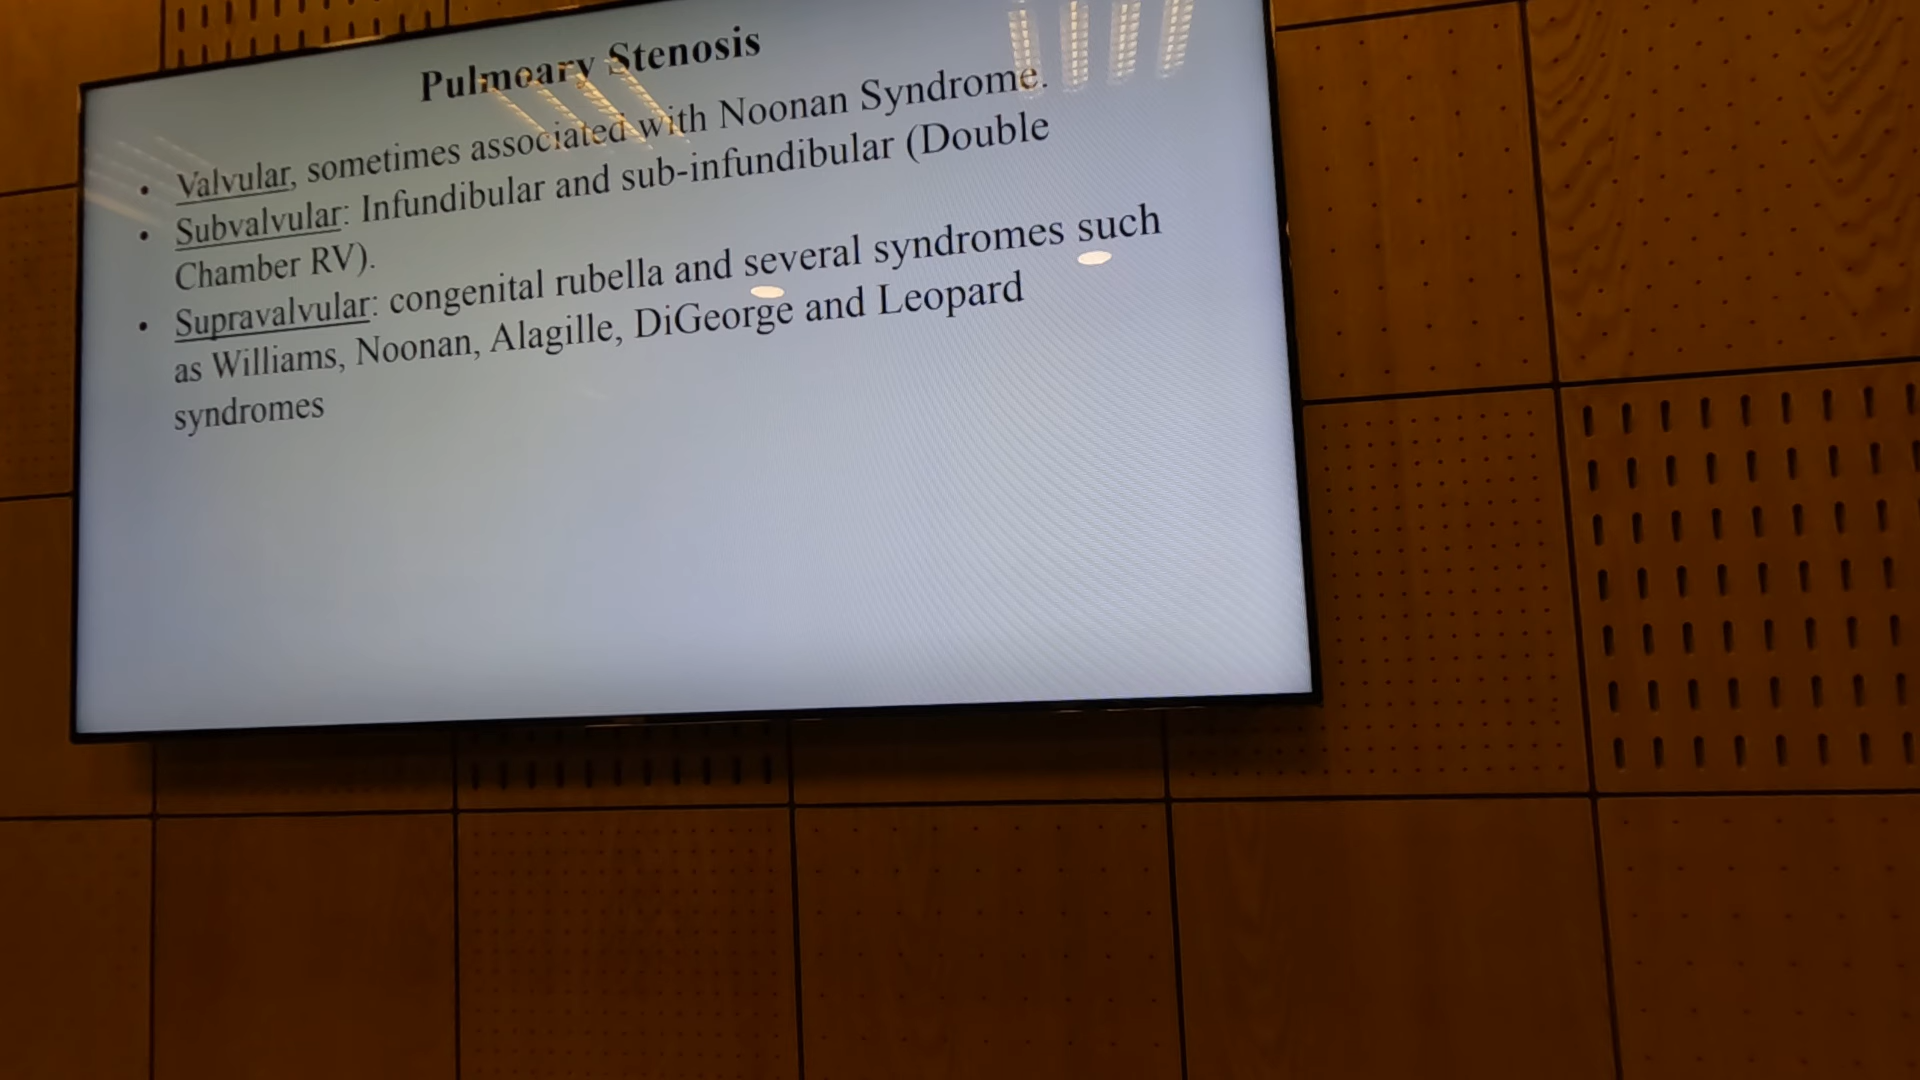 Pulmoary Stenosis
• Valvular, sometimes associated with Noonan Syndrome.
• Subvalvular: Infundibular and sub-infundibular (Double
Chamber RV).
• Supravalvular: congenital rubella and several syndromes such
as Williams, Noonan, Alagille, DiGeorge and Leopard
syndromes